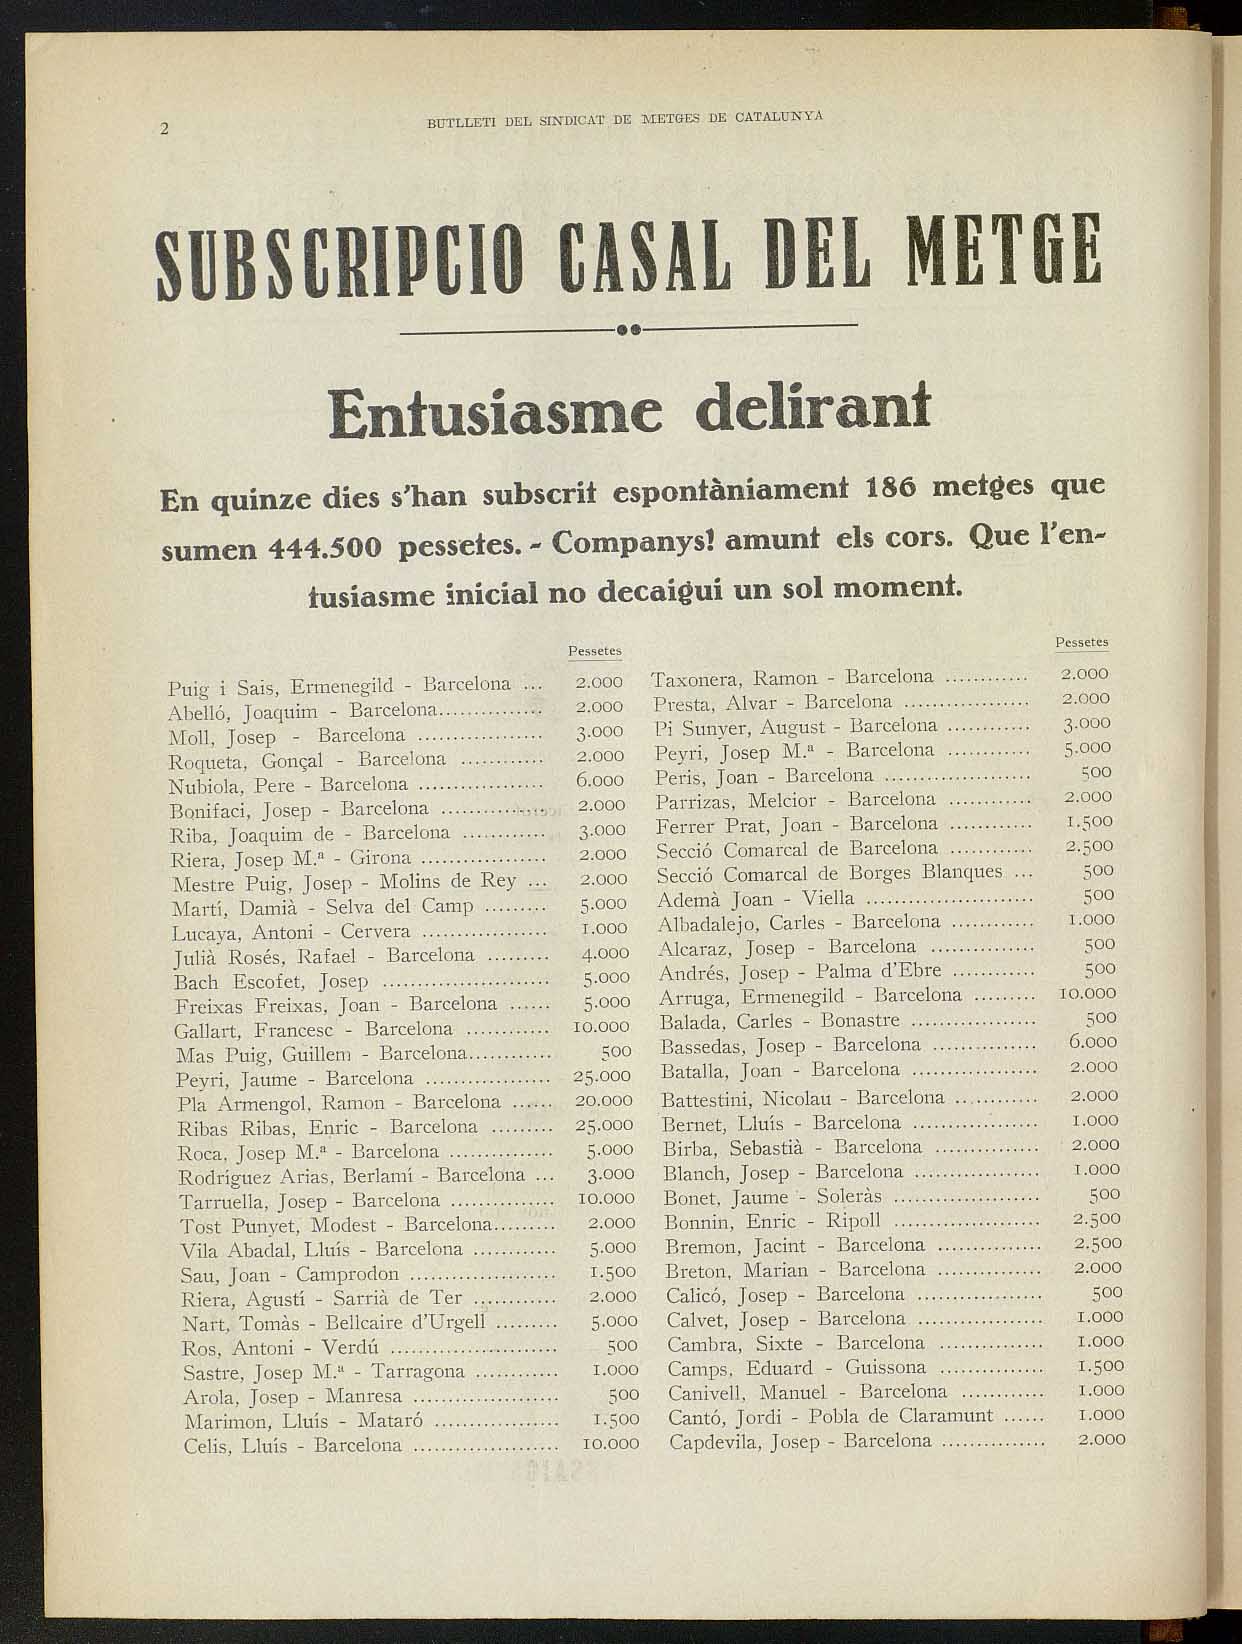 2
BUTLLETI DEL SINDICAT DE METGES DE CATALUNYA
SUBSCRIPCIO CASAL DEL METGE
Entusiasme delirant
En quinze dies s'han subscrit espontàniament 186 metges que
sumen 444.500 pessetes. - Companys! amunt els cors. Que l'en-
tusiasme inicial no decaigui un sol moment.
Pessetes
Puig i Sais, Ermenegild - Barcelona ... 2.000
Abelló, Joaquim - Barcelona............... 2.000
Moll, Josep - Barcelona .................. 3.000
Roqueta, Gonçal - Barcelona ............ 2.000
Nubiola, Pere - Barcelona .................. 6.000
Bonifaci, Josep - Barcelona ............... 2.000
Riba, Joaquim de - Barcelona ............ 3.000
Riera, Josep M.ª - Girona .................. 2.000
Mestre Puig, Josep - Molins de Rey ... 2.000
Martí, Damià - Selva del Camp ......... 5.000
Lucaya, Antoni - Cervera .................. 1.000
Julià Rosés, Rafael - Barcelona ......... 4.000
Bach Escofet, Josep ........................ 5.000
Freixas Freixas, Joan - Barcelona ...... 5.000
Gallart, Francesc - Barcelona ............ 10.000
Mas Puig, Guillem - Barcelona............ 500
Peyri, Jaume - Barcelona .................. 25.000
Pla Armengol, Ramon - Barcelona ...... 20.000
Ribas Ribas, Enric - Barcelona ......... 25.000
Roca, Josep M.ª - Barcelona ............... 5.000
Rodríguez Arias, Berlamí - Barcelona ... 3.000
Tarruella, Josep - Barcelona ............... 10.000
Tost Punyet, Modest - Barcelona......... 2.000
Vila Abadal, Lluís - Barcelona ............ 5.000
Sau, Joan - Camprodon ..................... 1.500
Riera, Agustí - Sarrià de Ter ............ 2.000
Nart, Tomàs - Bellcaire d'Urgell ......... 5.000
Ros, Antoni - Verdú ........................ 500
Sastre, Josep M.ª - Tarragona ............ 1.000
Arola, Josep - Manresa ..................... 500
Marimon, Lluís - Mataró .................. 1.500
Celis, Lluís - Barcelona ..................... 10.000
Pessetes
Taxonera, Ramon - Barcelona ............ 2.000
Presta, Alvar - Barcelona .................. 2.000
Pi Sunyer, August - Barcelona ............ 3.000
Peyri, Josep M.ª - Barcelona ............ 5.000
Peris, Joan - Barcelona ..................... 500
Parrizas, Melcior - Barcelona ............ 2.000
Ferrer Prat, Joan - Barcelona ............ 1.500
Secció Comarcal de Barcelona ............ 2.500
Secció Comarcal de Borges Blanques ... 500
Ademà Joan - Viella ........................ 500
Albadalejo, Carles - Barcelona ............ 1.000
Alcaraz, Josep - Barcelona ............... 500
Andrés, Josep - Palma d'Ebre ............ 500
Arruga, Ermenegild - Barcelona ......... 10.000
Balada, Carles - Bonastre .................. 500
Bassedas, Josep - Barcelona ............... 6.000
Batalla, Joan - Barcelona .................. 2.000
Battestini, Nicolau - Barcelona ............ 2.000
Bernet, Lluís - Barcelona .................. 1.000
Birba, Sebastià - Barcelona ............... 2.000
Blanch, Josep - Barcelona .................. 1.000
Bonet, Jaume - Soleràs ..................... 500
Bonnin, Enric - Ripoll ..................... 2.500
Bremon, Jacint - Barcelona ............... 2.500
Breton, Marian - Barcelona ............... 2.000
Calicó, Josep - Barcelona .................. 500
Calvet, Josep - Barcelona .................. 1.000
Cambra, Sixte - Barcelona ............... 1.000
Camps, Eduard - Guissona ............... 1.500
Canivell, Manuel - Barcelona ............ 1.000
Cantó, Jordi - Pobla de Claramunt ...... 1.000
Capdevila, Josep - Barcelona ............... 2.000